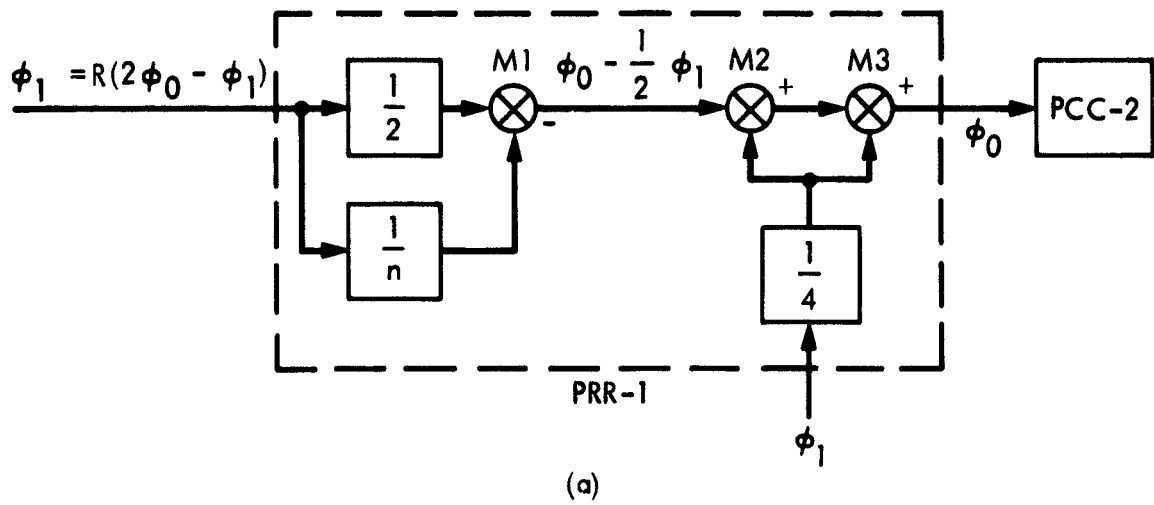 ϕ₁ = R(2ϕ₀ - ϕ₁)
1/2
M1
-
ϕ₀ - 1/2 ϕ₁
M2
+
M3
+
ϕ₀
PCC-2
1/n
1/4
PRR-1
ϕ₁
(a)